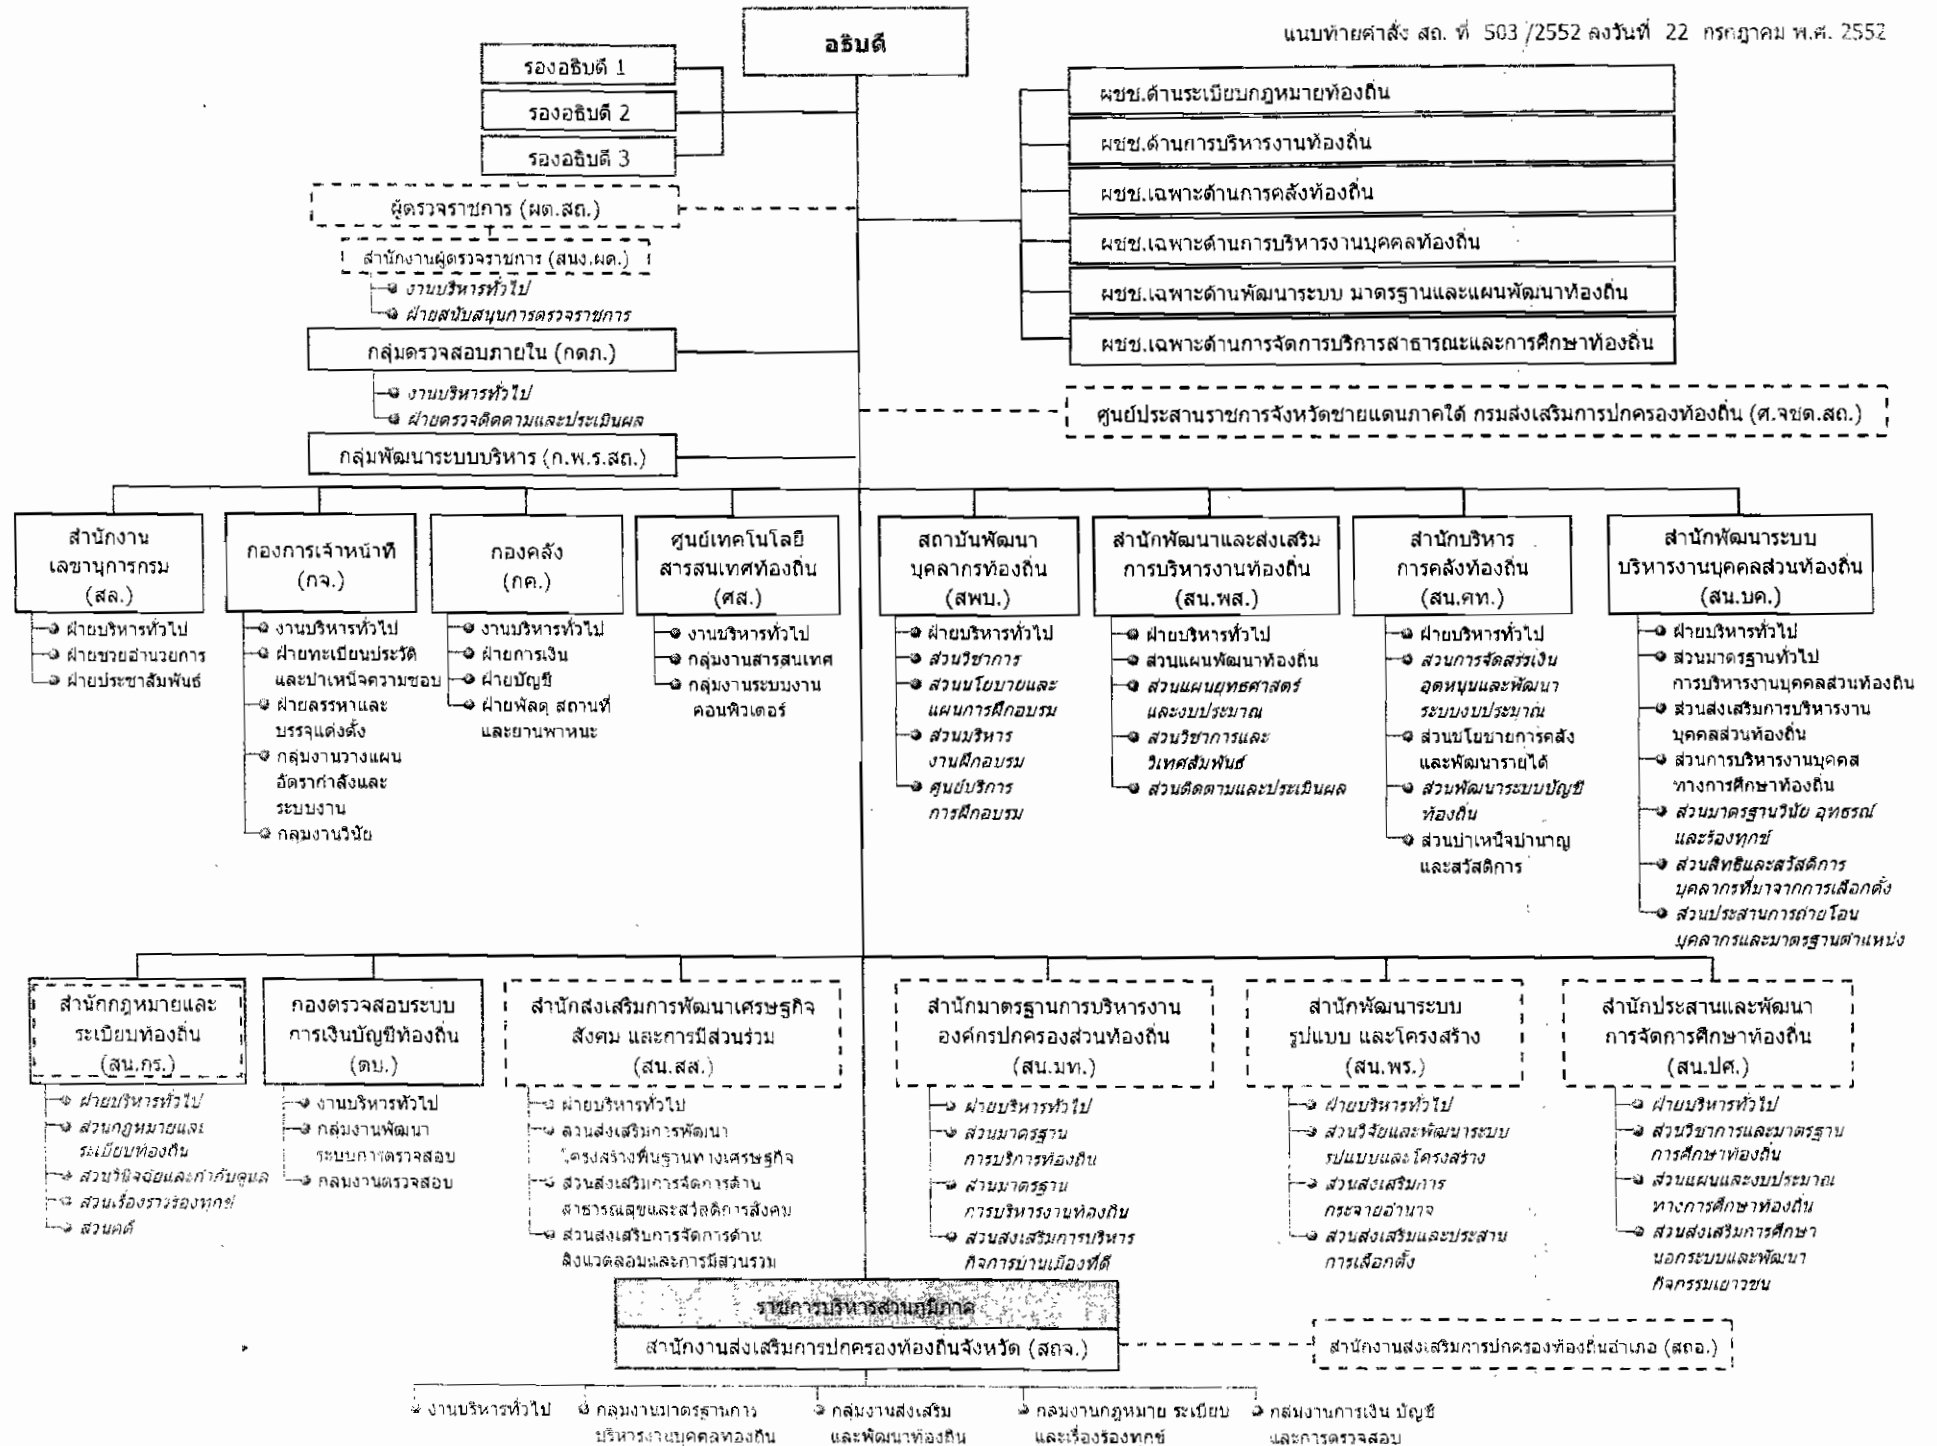 แนบท้ายคำสั่ง สถ. ที่ 503 /2552 ลงวันที่ 22 กรกฎาคม พ.ศ. 2552
อธิบดี
รองอธิบดี 1
รองอธิบดี 2
รองอธิบดี 3
ผู้ตรวจราชการ (ผต.สถ.)
สำนักงานผู้ตรวจราชการ (สนง.ผต.)
งานบริหารทั่วไป
ฝ่ายสนับสนุนการตรวจราชการ
กลุ่มตรวจสอบภายใน (กตภ.)
งานบริหารทั่วไป
ฝ่ายตรวจติดตามและประเมินผล
กลุ่มพัฒนาระบบบริหาร (ก.พ.ร.สถ.)
ผชช.ด้านระเบียบกฎหมายท้องถิ่น
ผชช.ด้านการบริหารงานท้องถิ่น
ผชช.เฉพาะด้านการคลังท้องถิ่น
ผชช.เฉพาะด้านการบริหารงานบุคคลท้องถิ่น
ผชช.เฉพาะด้านพัฒนาระบบ มาตรฐานและแผนพัฒนาท้องถิ่น
ผชช.เฉพาะด้านการจัดการบริการสาธารณะและการศึกษาท้องถิ่น
ศูนย์ประสานราชการจังหวัดชายแดนภาคใต้ กรมส่งเสริมการปกครองท้องถิ่น (ศ.จชต.สถ.)
สำนักงาน
เลขานุการกรม
(สล.)
ฝ่ายบริหารทั่วไป
ฝ่ายช่วยอำนวยการ
ฝ่ายประชาสัมพันธ์
กองการเจ้าหน้าที่
(กจ.)
งานบริหารทั่วไป
ฝ่ายทะเบียนประวัติ
และบำเหน็จความชอบ
ฝ่ายสรรหาและ
บรรจุแต่งตั้ง
กลุ่มงานวางแผน
อัตรากำลังและ
ระบบงาน
กลุ่มงานวินัย
กองคลัง
(กค.)
งานบริหารทั่วไป
ฝ่ายการเงิน
ฝ่ายบัญชี
ฝ่ายพัสดุ สถานที่
และยานพาหนะ
ศูนย์เทคโนโลยี
สารสนเทศท้องถิ่น
(ศส.)
งานบริหารทั่วไป
กลุ่มงานสารสนเทศ
กลุ่มงานระบบงาน
คอมพิวเตอร์
สถาบันพัฒนา
บุคลากรท้องถิ่น
(สพบ.)
ฝ่ายบริหารทั่วไป
ส่วนวิชาการ
ส่วนนโยบายและ
แผนการฝึกอบรม
ส่วนบริหาร
งานฝึกอบรม
ศูนย์บริการ
การฝึกอบรม
สำนักพัฒนาและส่งเสริม
การบริหารงานท้องถิ่น
(สน.พส.)
ฝ่ายบริหารทั่วไป
ส่วนแผนพัฒนาท้องถิ่น
ส่วนแผนยุทธศาสตร์
และงบประมาณ
ส่วนวิชาการและ
วิเทศสัมพันธ์
ส่วนติดตามและประเมินผล
สำนักบริหาร
การคลังท้องถิ่น
(สน.คท.)
ฝ่ายบริหารทั่วไป
ส่วนการจัดสรรเงิน
อุดหนุนและพัฒนา
ระบบงบประมาณ
ส่วนนโยบายการคลัง
และพัฒนารายได้
ส่วนพัฒนาระบบบัญชี
ท้องถิ่น
ส่วนบำเหน็จบำนาญ
และสวัสดิการ
สำนักพัฒนาระบบ
บริหารงานบุคคลส่วนท้องถิ่น
(สน.บค.)
ฝ่ายบริหารทั่วไป
ส่วนมาตรฐานทั่วไป
การบริหารงานบุคคลส่วนท้องถิ่น
ส่วนส่งเสริมการบริหารงาน
บุคคลส่วนท้องถิ่น
ส่วนการบริหารงานบุคคล
ทางการศึกษาท้องถิ่น
ส่วนมาตรฐานวินัย อุทธรณ์
และร้องทุกข์
ส่วนสิทธิและสวัสดิการ
บุคลากรที่มาจากการเลือกตั้ง
ส่วนประสานการถ่ายโอน
บุคลากรและมาตรฐานตำแหน่ง
สำนักกฎหมายและ
ระเบียบท้องถิ่น
(สน.กร.)
ฝ่ายบริหารทั่วไป
ส่วนกฎหมายและ
ระเบียบท้องถิ่น
ส่วนวินิจฉัยและกำกับดูแล
ส่วนเรื่องราวร้องทุกข์
ส่วนคดี
กองตรวจสอบระบบ
การเงินบัญชีท้องถิ่น
(ตบ.)
งานบริหารทั่วไป
กลุ่มงานพัฒนา
ระบบการตรวจสอบ
กลุ่มงานตรวจสอบ
สำนักส่งเสริมการพัฒนาเศรษฐกิจ
สังคม และการมีส่วนร่วม
(สน.สส.)
ฝ่ายบริหารทั่วไป
ส่วนส่งเสริมการพัฒนา
โครงสร้างพื้นฐานทางเศรษฐกิจ
ส่วนส่งเสริมการจัดการด้าน
สาธารณสุขและสวัสดิการสังคม
ส่วนส่งเสริมการจัดการด้าน
สิ่งแวดล้อมและการมีส่วนร่วม
สำนักมาตรฐานการบริหารงาน
องค์กรปกครองส่วนท้องถิ่น
(สน.มท.)
ฝ่ายบริหารทั่วไป
ส่วนมาตรฐาน
การบริการท้องถิ่น
ส่วนมาตรฐาน
การบริหารงานท้องถิ่น
ส่วนส่งเสริมการบริหาร
กิจการบ้านเมืองที่ดี
สำนักพัฒนาระบบ
รูปแบบ และโครงสร้าง
(สน.พร.)
ฝ่ายบริหารทั่วไป
ส่วนวิจัยและพัฒนาระบบ
รูปแบบและโครงสร้าง
ส่วนส่งเสริมการ
กระจายอำนาจ
ส่วนส่งเสริมและประสาน
การเลือกตั้ง
สำนักประสานและพัฒนา
การจัดการศึกษาท้องถิ่น
(สน.ปศ.)
ฝ่ายบริหารทั่วไป
ส่วนวิชาการและมาตรฐาน
การศึกษาท้องถิ่น
ส่วนแผนและงบประมาณ
ทางการศึกษาท้องถิ่น
ส่วนส่งเสริมการศึกษา
นอกระบบและพัฒนา
กิจกรรมเยาวชน
ราชการบริหารส่วนภูมิภาค
สำนักงานส่งเสริมการปกครองท้องถิ่นจังหวัด (สถจ.)
สำนักงานส่งเสริมการปกครองท้องถิ่นอำเภอ (สถอ.)
งานบริหารทั่วไป
กลุ่มงานมาตรฐานการ
บริหารงานบุคคลท้องถิ่น
กลุ่มงานส่งเสริม
และพัฒนาท้องถิ่น
กลุ่มงานกฎหมาย ระเบียบ
และเรื่องร้องทุกข์
กลุ่มงานการเงิน บัญชี
และการตรวจสอบ